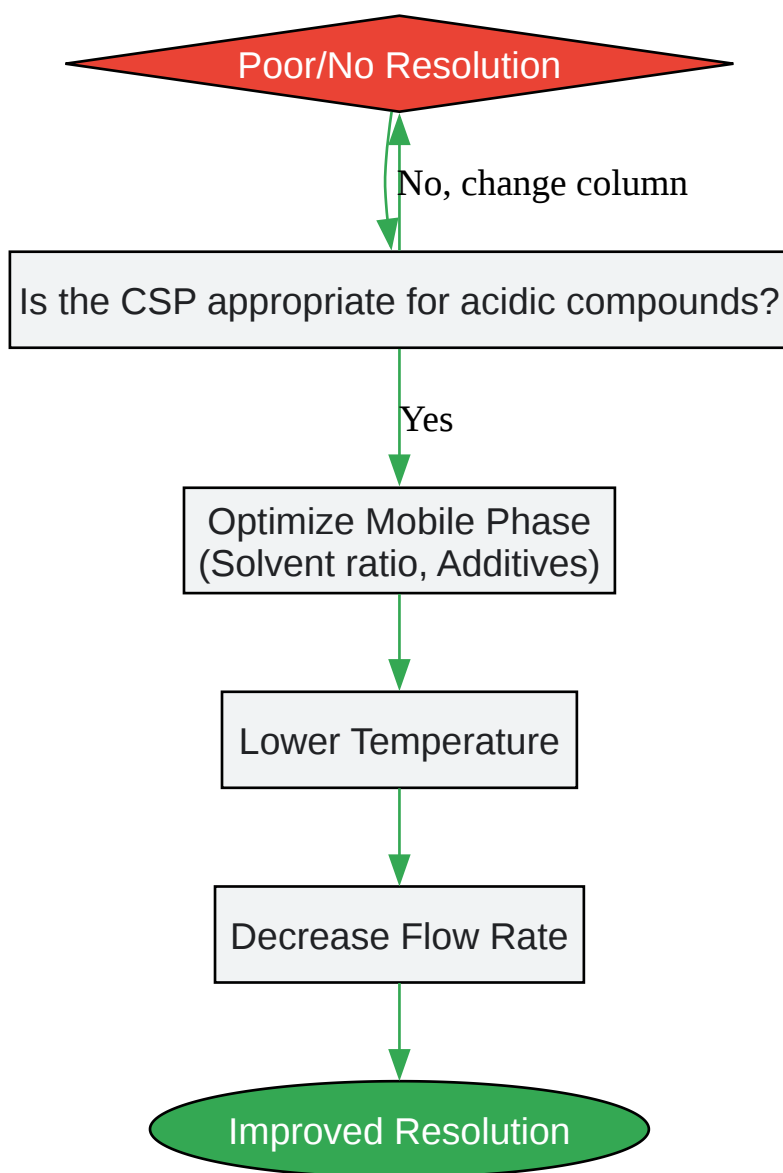 Poor/No Resolution
No, change column
Is the CSP appropriate for acidic compounds?
Yes
Optimize Mobile Phase
(Solvent ratio, Additives)
Lower Temperature
Decrease Flow Rate
Improved Resolution